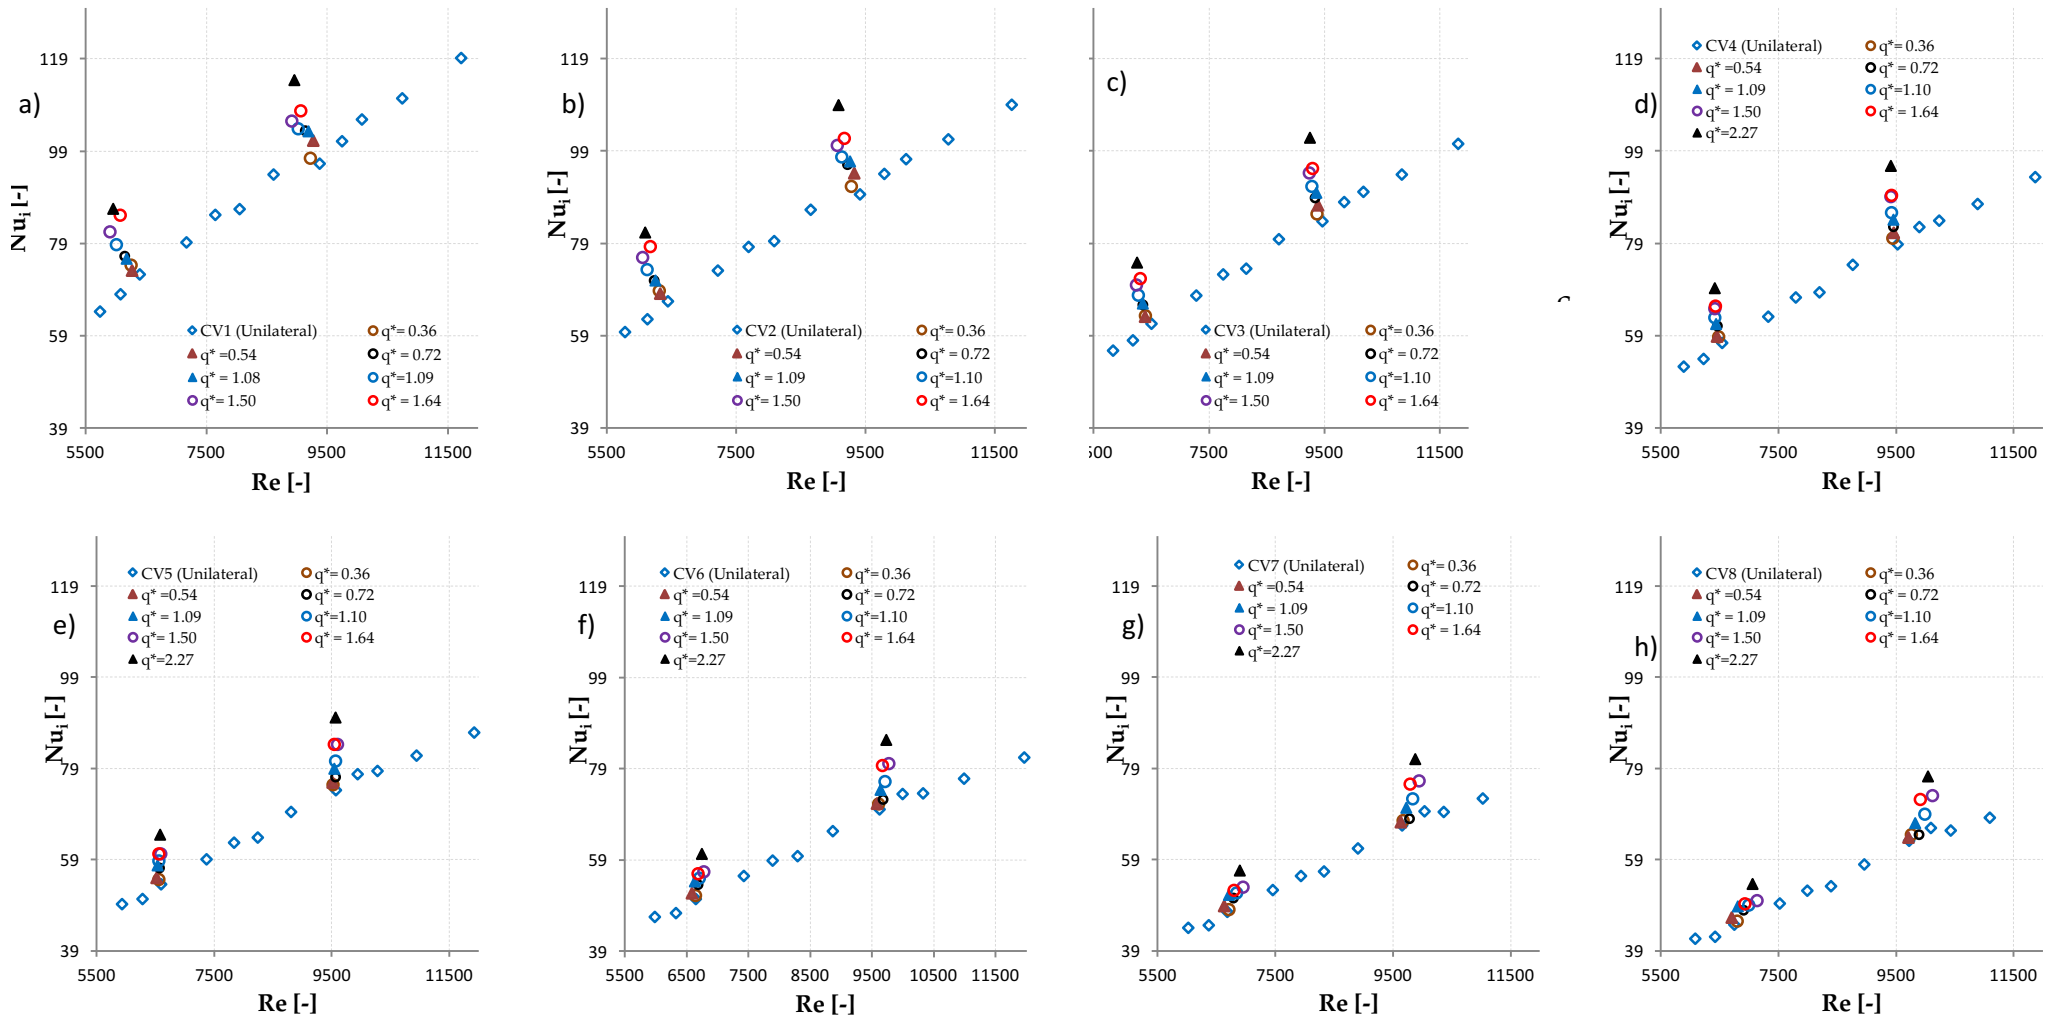 a)
119
99
79
59
39
Nui [-]
CV1 (Unilateral) q*= 0.36
q* =0.54 q* = 0.72
q* = 1.08 q*=1.09
q*= 1.50 q* = 1.64
5500 7500 9500 11500
Re [-]
b)
119
99
79
59
39
Nui [-]
CV2 (Unilateral) q*= 0.36
q* =0.54 q* = 0.72
q* = 1.09 q*=1.10
q*= 1.50 q* = 1.64
5500 7500 9500 11500
Re [-]
c)
CV3 (Unilateral) q*= 0.36
q* =0.54 q* = 0.72
q* = 1.09 q*=1.10
q*= 1.50 q* = 1.64
500 7500 9500 11500
Re [-]
d)
119
99
79
59
39
Nui [-]
CV4 (Unilateral) q*= 0.36
q* =0.54 q* = 0.72
q* = 1.09 q*=1.10
q*= 1.50 q* = 1.64
q*=2.27
5500 7500 9500 11500
Re [-]
e)
119
99
79
59
39
Nui [-]
CV5 (Unilateral) q*= 0.36
q* =0.54 q* = 0.72
q* = 1.09 q*=1.10
q*= 1.50 q* = 1.64
q*=2.27
5500 7500 9500 11500
Re [-]
f)
119
99
79
59
39
Nui [-]
CV6 (Unilateral) q*= 0.36
q* =0.54 q* = 0.72
q* = 1.09 q*=1.10
q*= 1.50 q* = 1.64
q*=2.27
5500 6500 7500 8500 9500 10500 11500
Re [-]
g)
119
99
79
59
39
Nui [-]
CV7 (Unilateral) q*= 0.36
q* =0.54 q* = 0.72
q* = 1.09 q*=1.10
q*= 1.50 q* = 1.64
q*=2.27
5500 7500 9500 11500
Re [-]
h)
119
99
79
59
39
Nui [-]
CV8 (Unilateral) q*= 0.36
q* =0.54 q* = 0.72
q* = 1.09 q*=1.10
q*= 1.50 q* = 1.64
q*=2.27
5500 7500 9500 11500
Re [-]